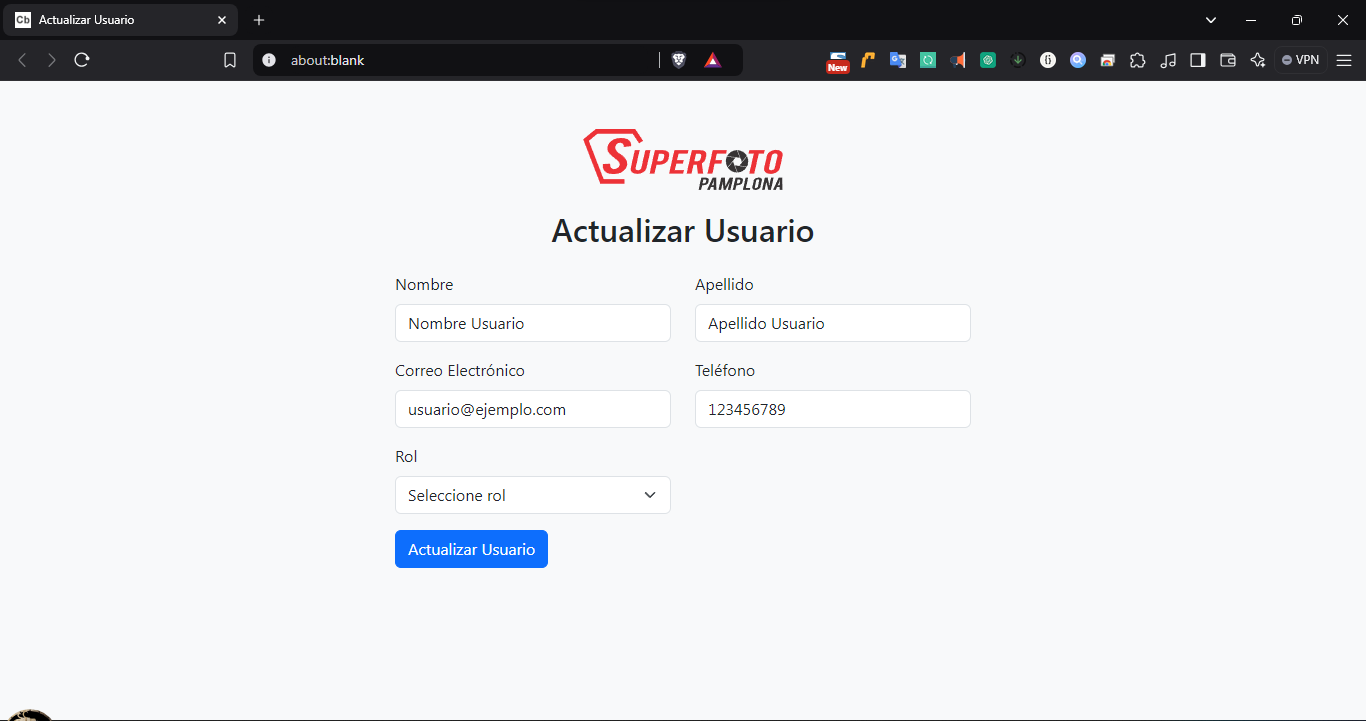 Cb Actualizar Usuario
about:blank
New
VPN
SUPERFOTO
PAMPLONA
Actualizar Usuario
Nombre
Apellido
Nombre Usuario
Apellido Usuario
Correo Electrónico
Teléfono
usuario@ejemplo.com
123456789
Rol
Seleccione rol
Actualizar Usuario